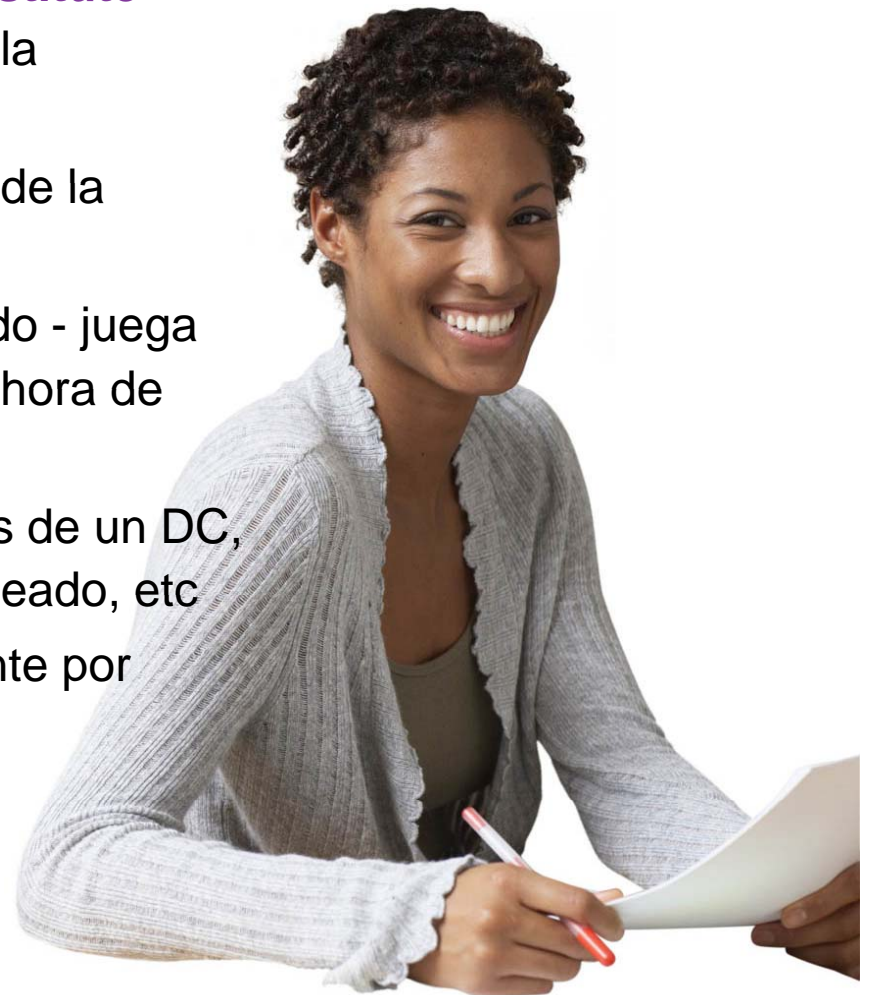 la
de la
do - juega
hora de
s de un DC,
eado, etc
nte por